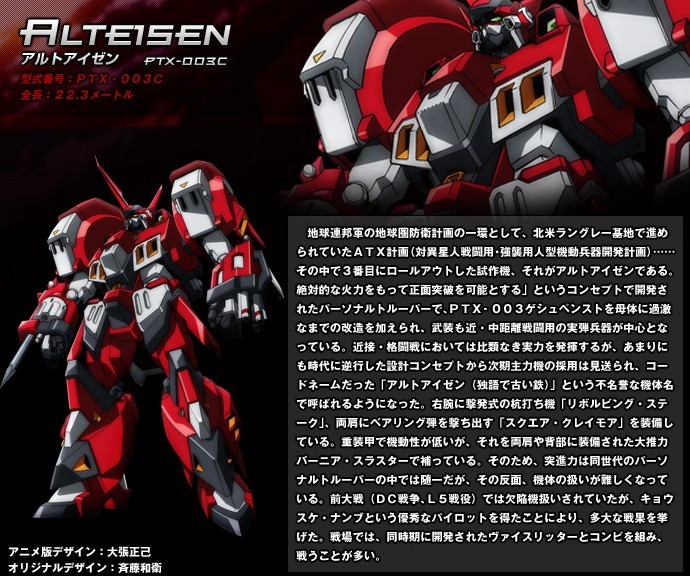 ALTEISEN
アルトアイゼン PTX-003C
型式番号：PTX-003C
全長：22.3メートル
地球連邦軍の地球圏防衛計画の一環として、北米ラングレー基地で進め
られていたATX計画（対異星人戦闘用・強襲用人型機動兵器開発計画）……
その中で3番目にロールアウトした試作機、それがアルトアイゼンである。
絶対的な火力をもって正面突破を可能とする」というコンセプトで開発さ
れたパーソナルトルーパーで、PTX-003ゲシュペンストを母体に過激
なまでの改造を加えられ、武装も近・中距離戦闘用の実弾兵器が中心とな
っている。近接・格闘戦においては比類なき実力を発揮するが、あまりに
も時代に逆行した設計コンセプトから次期主力機の採用は見送られ、コー
ドネームだった「アルトアイゼン（独語で古い鉄）」という不名誉な機体名
で呼ばれるようになった。右腕に撃発式の杭打ち機「リボルビング・ステ
ーク」、両肩にベアリング弾を撃ち出す「スクエア・クレイモア」を装備し
ている。重装甲で機動性が低いが、それを両肩や背部に装備された大推力
バーニア・スラスターで補っている。そのため、突進力は同世代のパーソ
ナルトルーパーの中では随一だが、その反面、機体の扱いが難しくなって
いる。前大戦（DC戦争、L5戦役）では欠陥機扱いされていたが、キョウ
スケ・ナンブという優秀なパイロットを得たことにより、多大な戦果を挙
げた。戦場では、同時期に開発されたヴァイスリッターとコンビを組み、
戦うことが多い。
アニメ版デザイン：大張正己
オリジナルデザイン：斉藤和衛